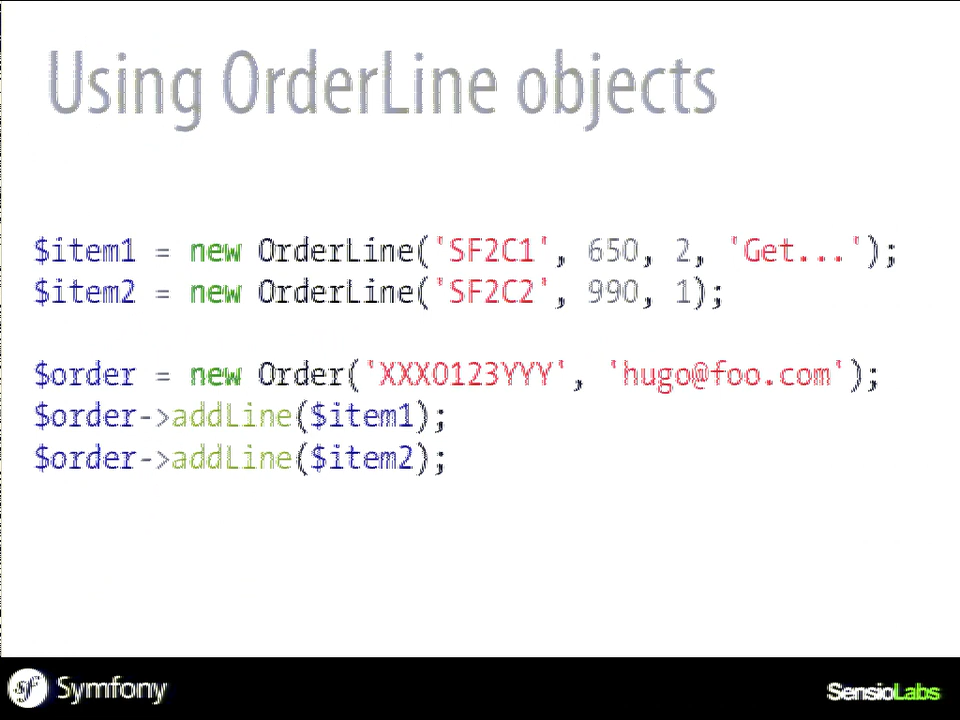 Using OrderLine objects
$item1 = new OrderLine('SF2C1', 650, 2, 'Get...');
$item2 = new OrderLine('SF2C2', 990, 1);
$order = new Order('XXX0123YYY', 'hugo@foo.com');
$order->addLine($item1);
$order->addLine($item2);
sf Symfony
SensioLabs